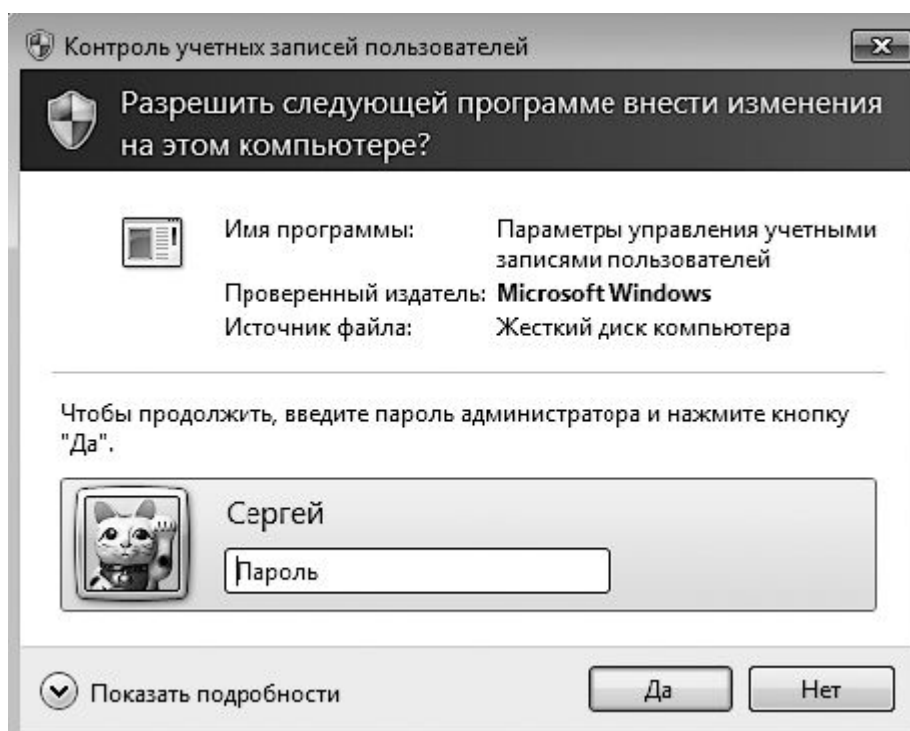 Контроль учетных записей пользователей
Разрешить следующей программе внести изменения
на этом компьютере?
Имя программы: Параметры управления учетными
записями пользователей
Проверенный издатель: Microsoft Windows
Источник файла: Жесткий диск компьютера
Чтобы продолжить, введите пароль администратора и нажмите кнопку
"Да".
Сергей
Пароль
Показать подробности Да Нет